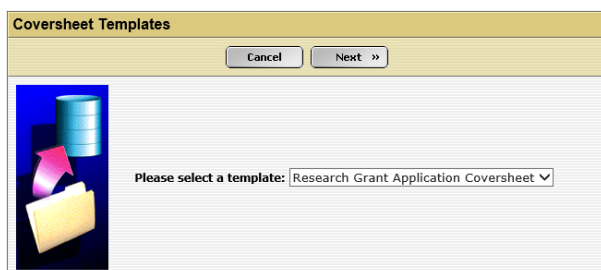 Coversheet Templates
Cancel Next »
Please select a template: Research Grant Application Coversheet